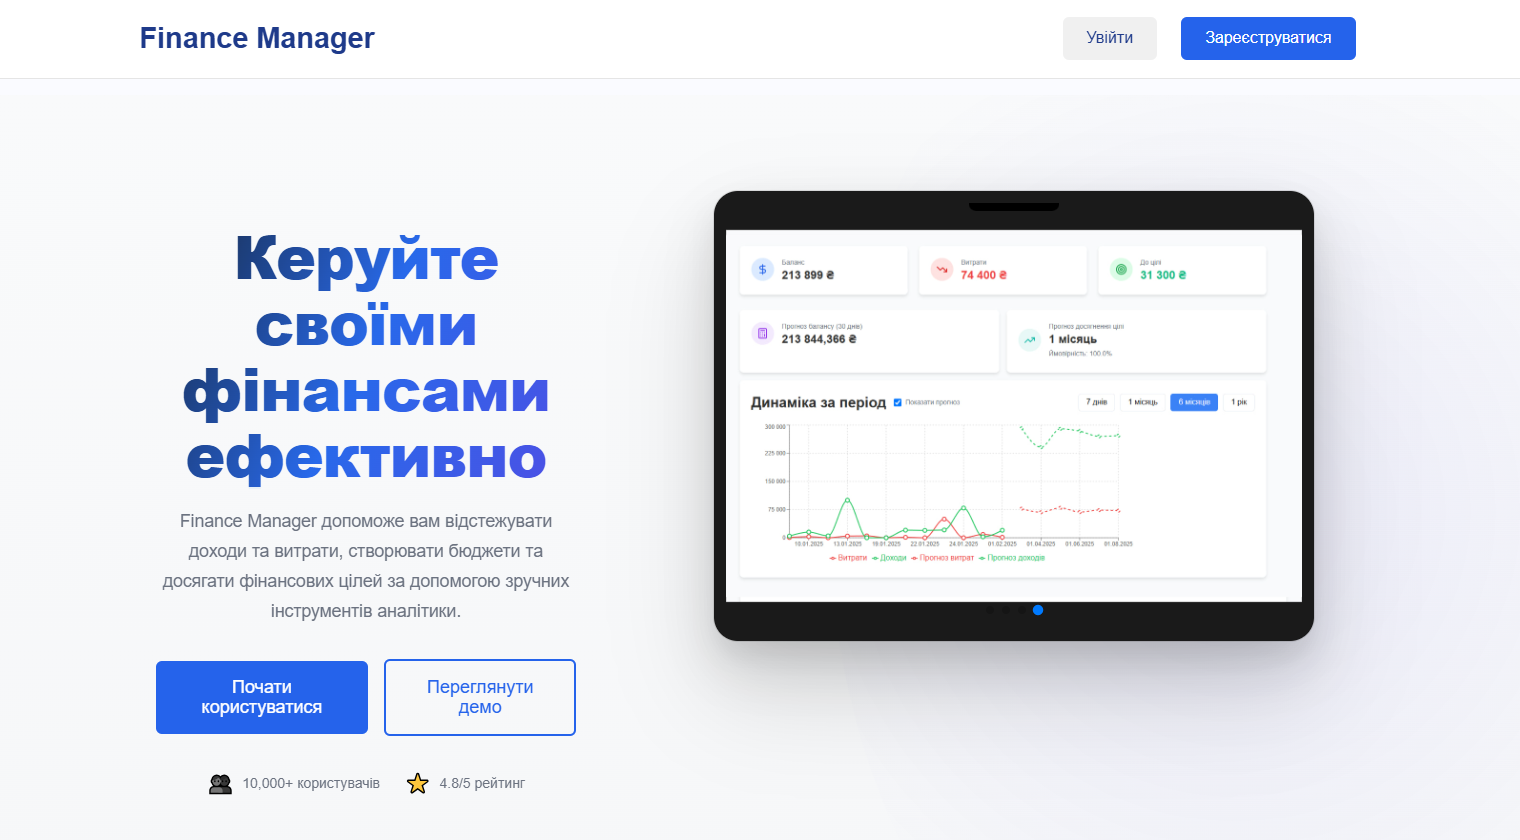 Finance Manager
Увійти
Зареєструватися
Керуйте
своїми
фінансами
ефективно
Finance Manager допоможе вам відстежувати
доходи та витрати, створювати бюджети та
досягати фінансових цілей за допомогою зручних
інструментів аналітики.
Почати
користуватися
Переглянути
демо
10,000+ користувачів
4.8/5 рейтинг
Баланс
213 899 ₴
Витрати
74 400 ₴
До цілі
31 300 ₴
Прогноз балансу (30 днів)
213 844,366 ₴
Прогноз досягнення цілі
1 місяць
Ймовірність: 100.0%
Динаміка за період
Показати прогноз
7 днів
1 місяць
6 місяців
1 рік
300 000
225 000
150 000
75 000
0
10.01.2025 13.01.2025 19.01.2025 22.01.2025 24.01.2025 01.02.2025 01.04.2025 01.06.2025 01.08.2025
Витрати Доходи Прогноз витрат Прогноз доходів